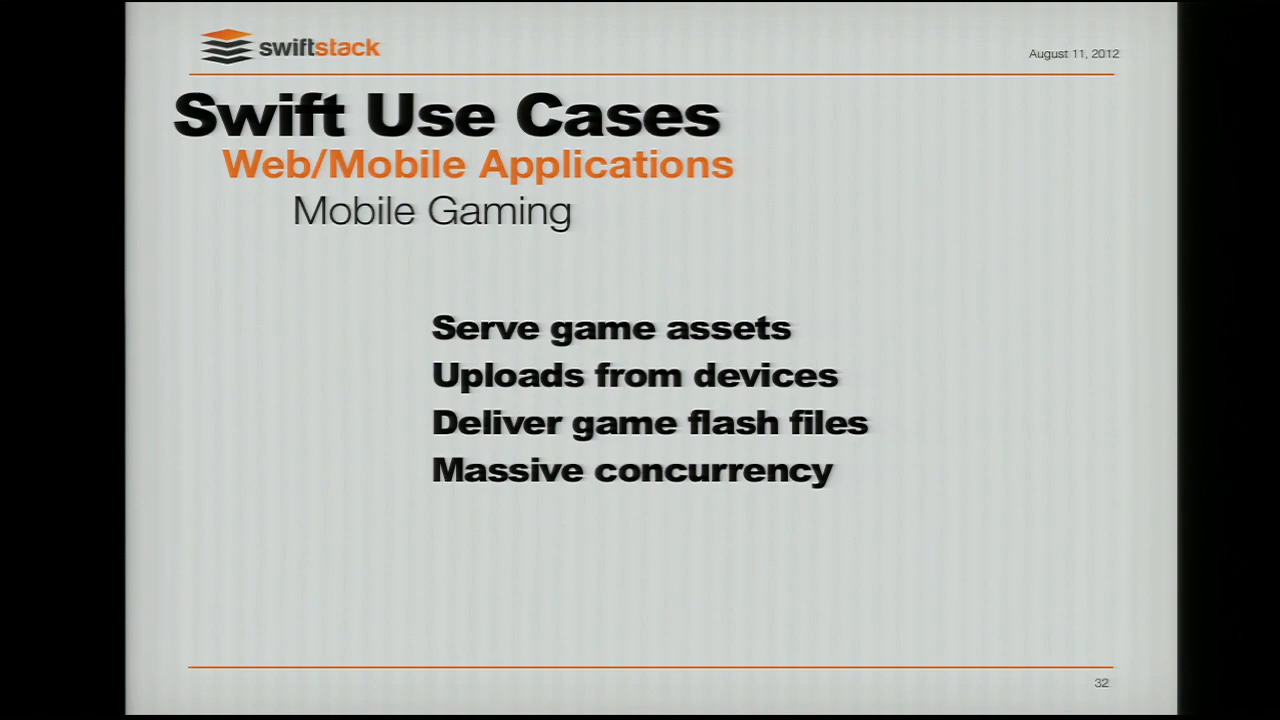 swiftstack
August 11, 2012
Swift Use Cases
Web/Mobile Applications
Mobile Gaming
Serve game assets
Uploads from devices
Deliver game flash files
Massive concurrency
32